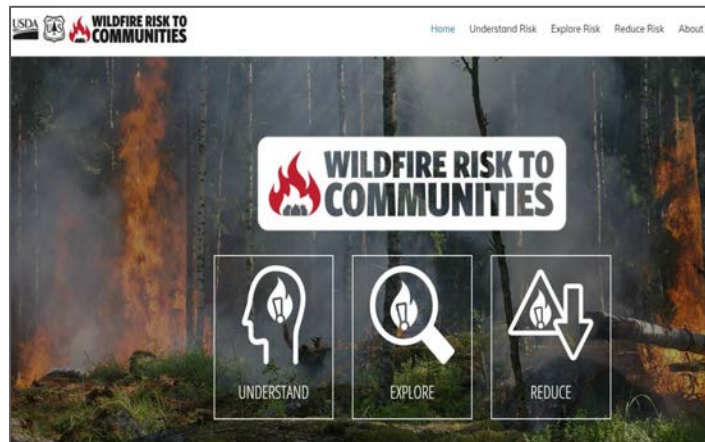 USDA
WILDFIRE RISK TO
COMMUNITIES
Home Understand Risk Explore Risk Reduce Risk About
WILDFIRE RISK TO
COMMUNITIES
UNDERSTAND
EXPLORE
REDUCE